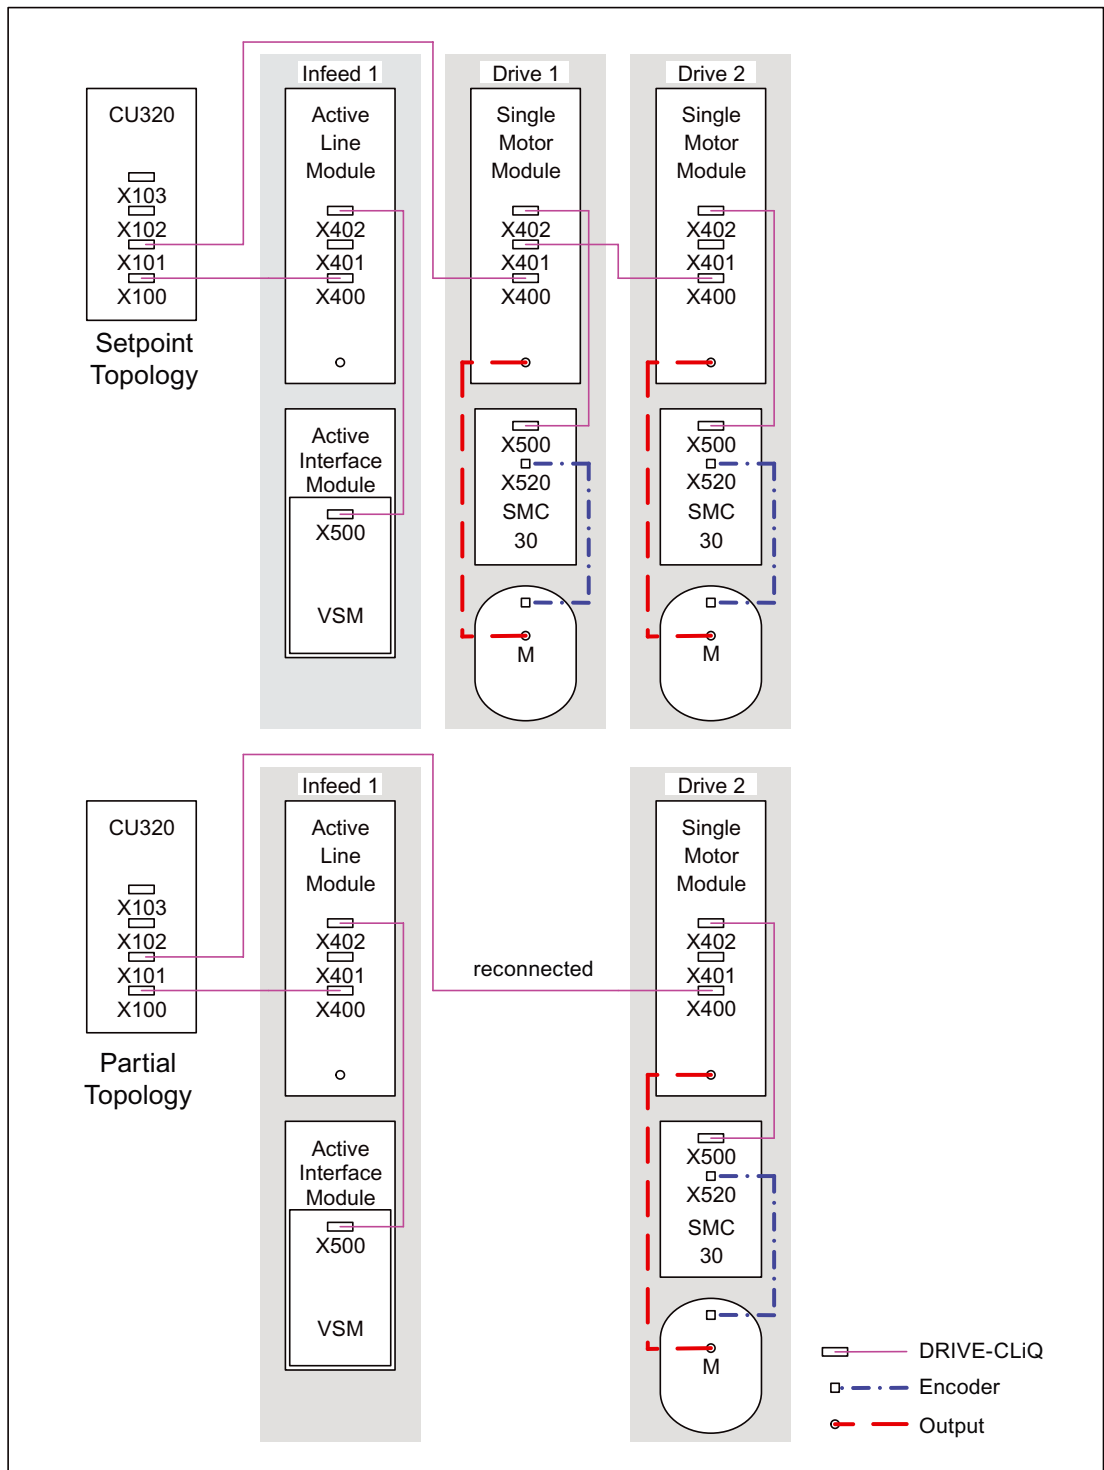 Infeed 1
Drive 1
Drive 2
CU320
X103
X102
X101
X100
Setpoint
Topology
Active
Line
Module
X402
X401
X400
Active
Interface
Module
X500
VSM
Single
Motor
Module
X402
X401
X400
X500
X520
SMC
30
M
Single
Motor
Module
X402
X401
X400
X500
X520
SMC
30
M
Infeed 1
Drive 2
CU320
X103
X102
X101
X100
Partial
Topology
Active
Line
Module
X402
X401
X400
Active
Interface
Module
X500
VSM
reconnected
Single
Motor
Module
X402
X401
X400
X500
X520
SMC
30
M
DRIVE-CLiQ
Encoder
Output